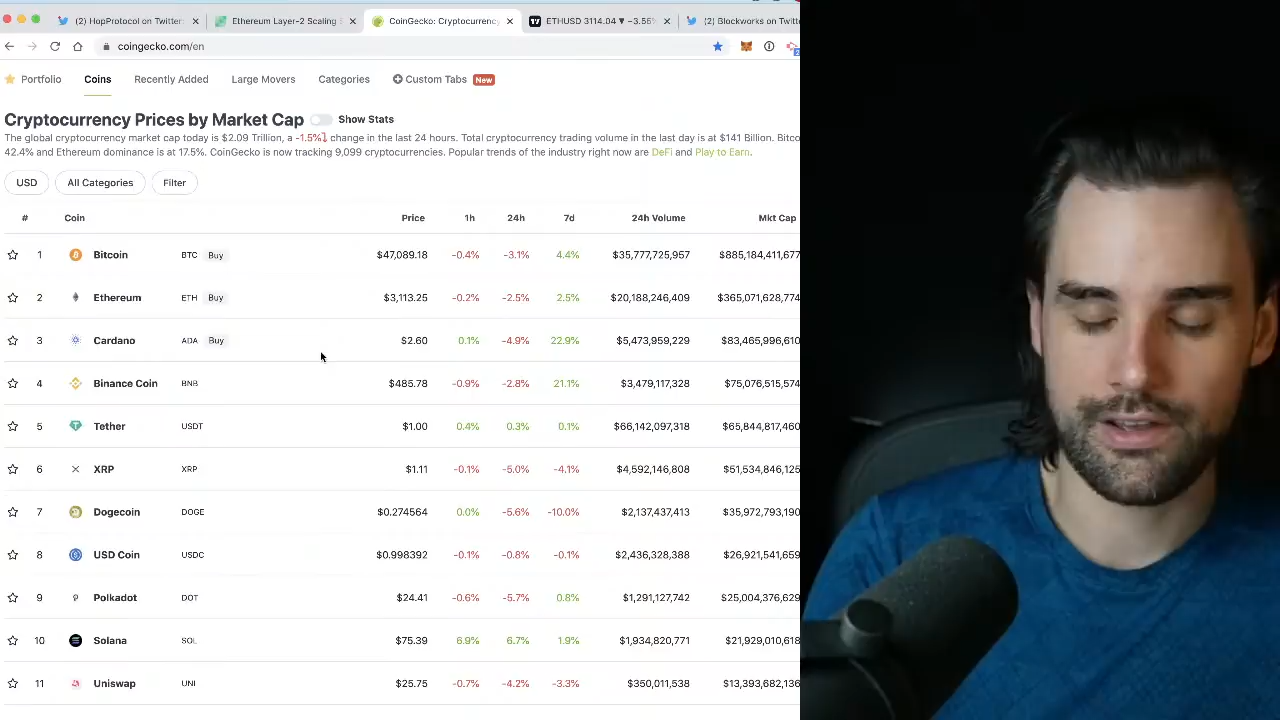 (2) HopProtocol on Twitter:
Ethereum Layer-2 Scaling S
CoinGecko: Cryptocurrency
ETHUSD 3114.04 ▼ −3.55%
(2) Blockworks on Twitt
coingecko.com/en
Portfolio Coins Recently Added Large Movers Categories Custom Tabs New
Cryptocurrency Prices by Market Cap Show Stats
The global cryptocurrency market cap today is $2.09 Trillion, a -1.5% change in the last 24 hours. Total cryptocurrency trading volume in the last day is at $141 Billion. Bitco
42.4% and Ethereum dominance is at 17.5%. CoinGecko is now tracking 9,099 cryptocurrencies. Popular trends of the industry right now are DeFi and Play to Earn.
USD All Categories Filter
# Coin Price 1h 24h 7d 24h Volume Mkt Cap
1 Bitcoin BTC Buy $47,089.18 -0.4% -3.1% 4.4% $35,777,725,957 $885,184,411,677
2 Ethereum ETH Buy $3,113.25 -0.2% -2.5% 2.5% $20,188,246,409 $365,071,628,774
3 Cardano ADA Buy $2.60 0.1% -4.9% 22.9% $5,473,959,229 $83,465,996,610
4 Binance Coin BNB $485.78 -0.9% -2.8% 21.1% $3,479,117,328 $75,076,515,574
5 Tether USDT $1.00 0.4% 0.3% 0.1% $66,142,097,318 $65,844,817,460
6 XRP XRP $1.11 -0.1% -5.0% -4.1% $4,592,146,808 $51,534,846,125
7 Dogecoin DOGE $0.274564 0.0% -5.6% -10.0% $2,137,437,413 $35,972,793,190
8 USD Coin USDC $0.998392 -0.1% -0.8% -0.1% $2,436,328,388 $26,921,541,659
9 Polkadot DOT $24.41 -0.6% -5.7% 0.8% $1,291,127,742 $25,004,376,629
10 Solana SOL $75.39 6.9% 6.7% 1.9% $1,934,820,771 $21,929,010,618
11 Uniswap UNI $25.75 -0.7% -4.2% -3.3% $350,011,538 $13,393,682,136